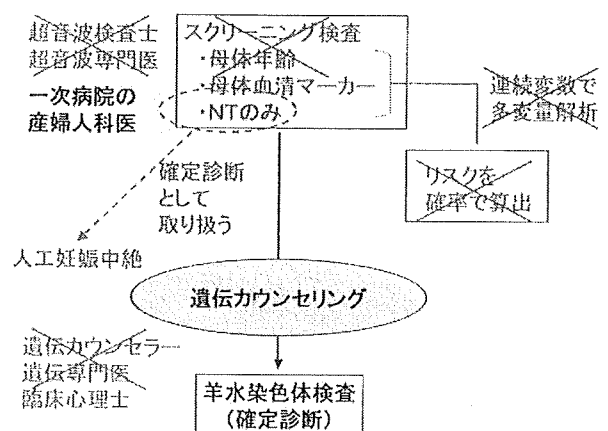 超音波検査士
超音波専門医
一次病院の
産婦人科医
スクリーニング検査
・母体年齢
・母体血清マーカー
・NTのみ
連続変数で
多変量解析
リスクを
確率で算出
確定診断
として
取り扱う
人工妊娠中絶
遺伝カウンセリング
遺伝カウンセラー
遺伝専門医
臨床心理士
羊水染色体検査
(確定診断)